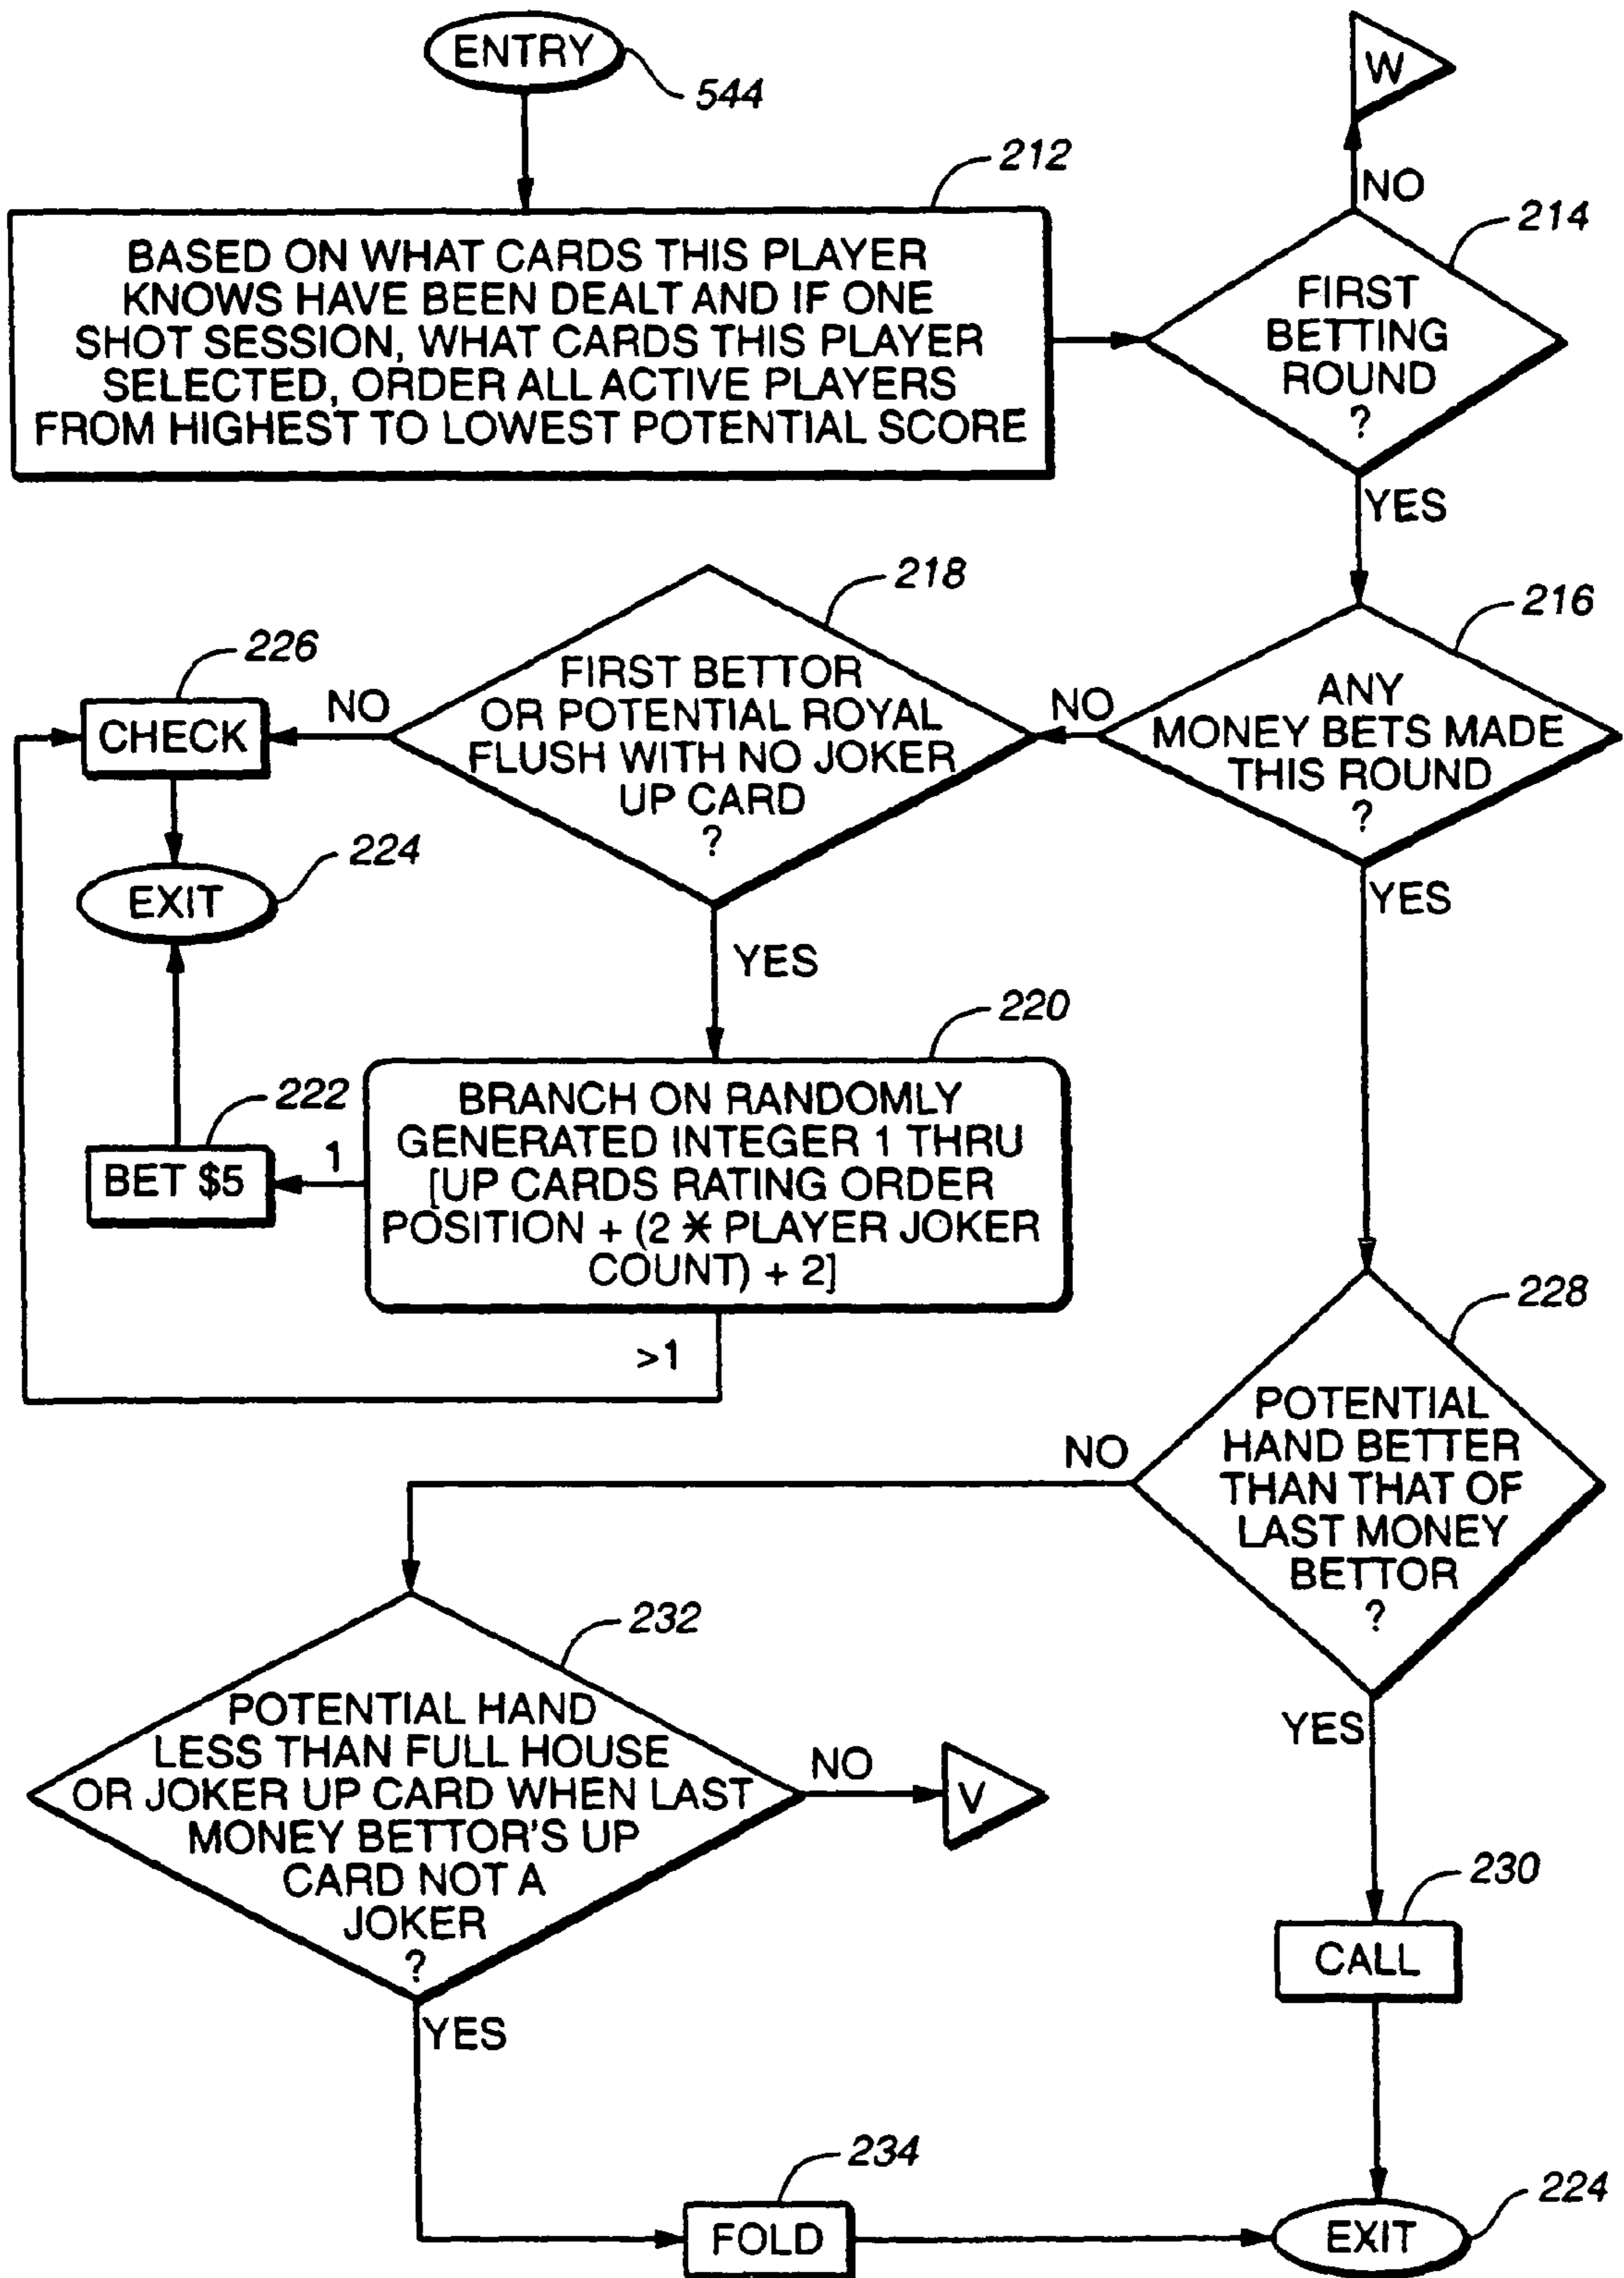 ENTRY
544
W
212
NO
214
BASED ON WHAT CARDS THIS PLAYER
KNOWS HAVE BEEN DEALT AND IF ONE
SHOT SESSION, WHAT CARDS THIS PLAYER
SELECTED, ORDER ALL ACTIVE PLAYERS
FROM HIGHEST TO LOWEST POTENTIAL SCORE
FIRST
BETTING
ROUND
?
YES
218
216
226
FIRST BETTOR
OR POTENTIAL ROYAL
FLUSH WITH NO JOKER
UP CARD
?
NO
ANY
MONEY BETS MADE
THIS ROUND
?
NO
CHECK
224
EXIT
YES
YES
220
222
BRANCH ON RANDOMLY
GENERATED INTEGER 1 THRU
[UP CARDS RATING ORDER
POSITION + (2 * PLAYER JOKER
COUNT) + 2]
1
BET $5
>1
228
POTENTIAL
HAND BETTER
THAN THAT OF
LAST MONEY
BETTOR
?
NO
232
POTENTIAL HAND
LESS THAN FULL HOUSE
OR JOKER UP CARD WHEN LAST
MONEY BETTOR'S UP
CARD NOT A
JOKER
?
NO
V
YES
230
CALL
YES
234
FOLD
224
EXIT